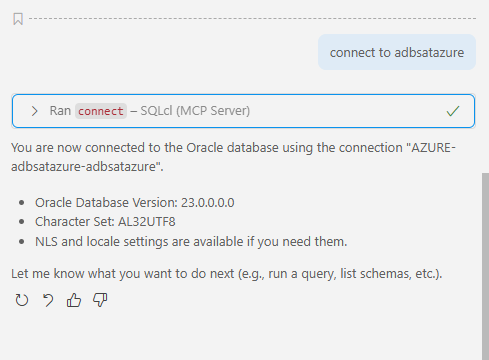 connect to adbsatazure
Ran connect – SQLcl (MCP Server)
You are now connected to the Oracle database using the connection "AZURE-
adbsatazure-adbsatazure".
• Oracle Database Version: 23.0.0.0.0
• Character Set: AL32UTF8
• NLS and locale settings are available if you need them.
Let me know what you want to do next (e.g., run a query, list schemas, etc.).